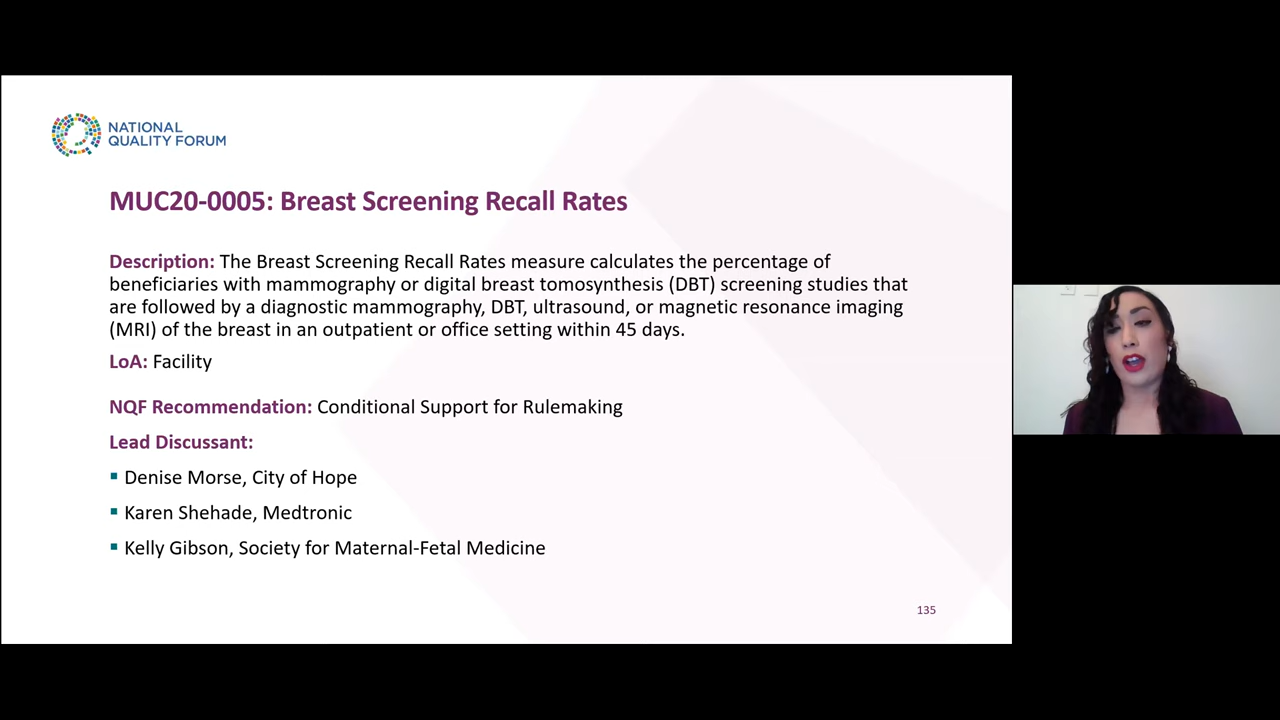 NATIONAL
QUALITY FORUM
MUC20-0005: Breast Screening Recall Rates
Description: The Breast Screening Recall Rates measure calculates the percentage of
beneficiaries with mammography or digital breast tomosynthesis (DBT) screening studies that
are followed by a diagnostic mammography, DBT, ultrasound, or magnetic resonance imaging
(MRI) of the breast in an outpatient or office setting within 45 days.
LoA: Facility
NQF Recommendation: Conditional Support for Rulemaking
Lead Discussant:
▪ Denise Morse, City of Hope
▪ Karen Shehade, Medtronic
▪ Kelly Gibson, Society for Maternal-Fetal Medicine
135